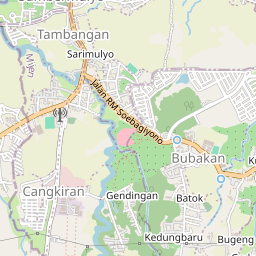 Tambangan
Sarimulyo
Jalan RM Soebagiyono
Bubakan
Cangkiran
Gendingan
Batok
Kedungbaru
Bugeng